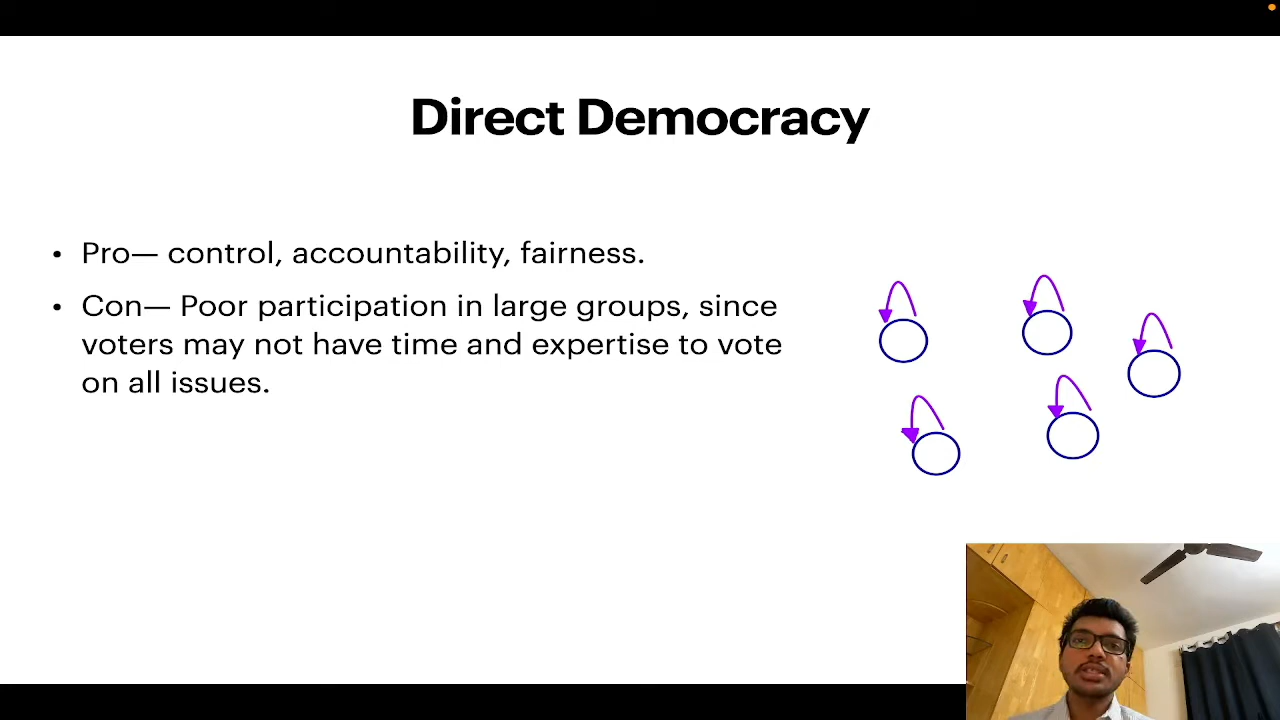 Direct Democracy
• Pro— control, accountability, fairness.
• Con— Poor participation in large groups, since
voters may not have time and expertise to vote
on all issues.